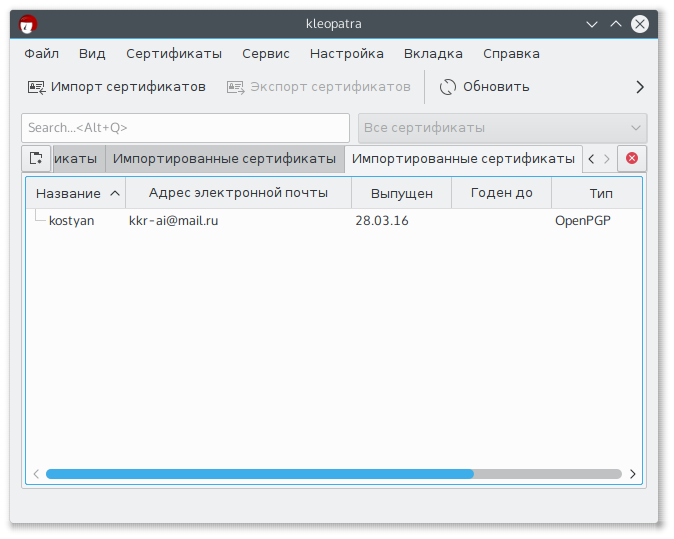 kleopatra
Файл Вид Сертификаты Сервис Настройка Вкладка Справка
Импорт сертификатов Экспорт сертификатов Обновить
Search...<Alt+Q> Все сертификаты
икаты Импортированные сертификаты Импортированные сертификаты
Название Адрес электронной почты Выпущен Годен до Тип
kostyan kkr-ai@mail.ru 28.03.16 OpenPGP